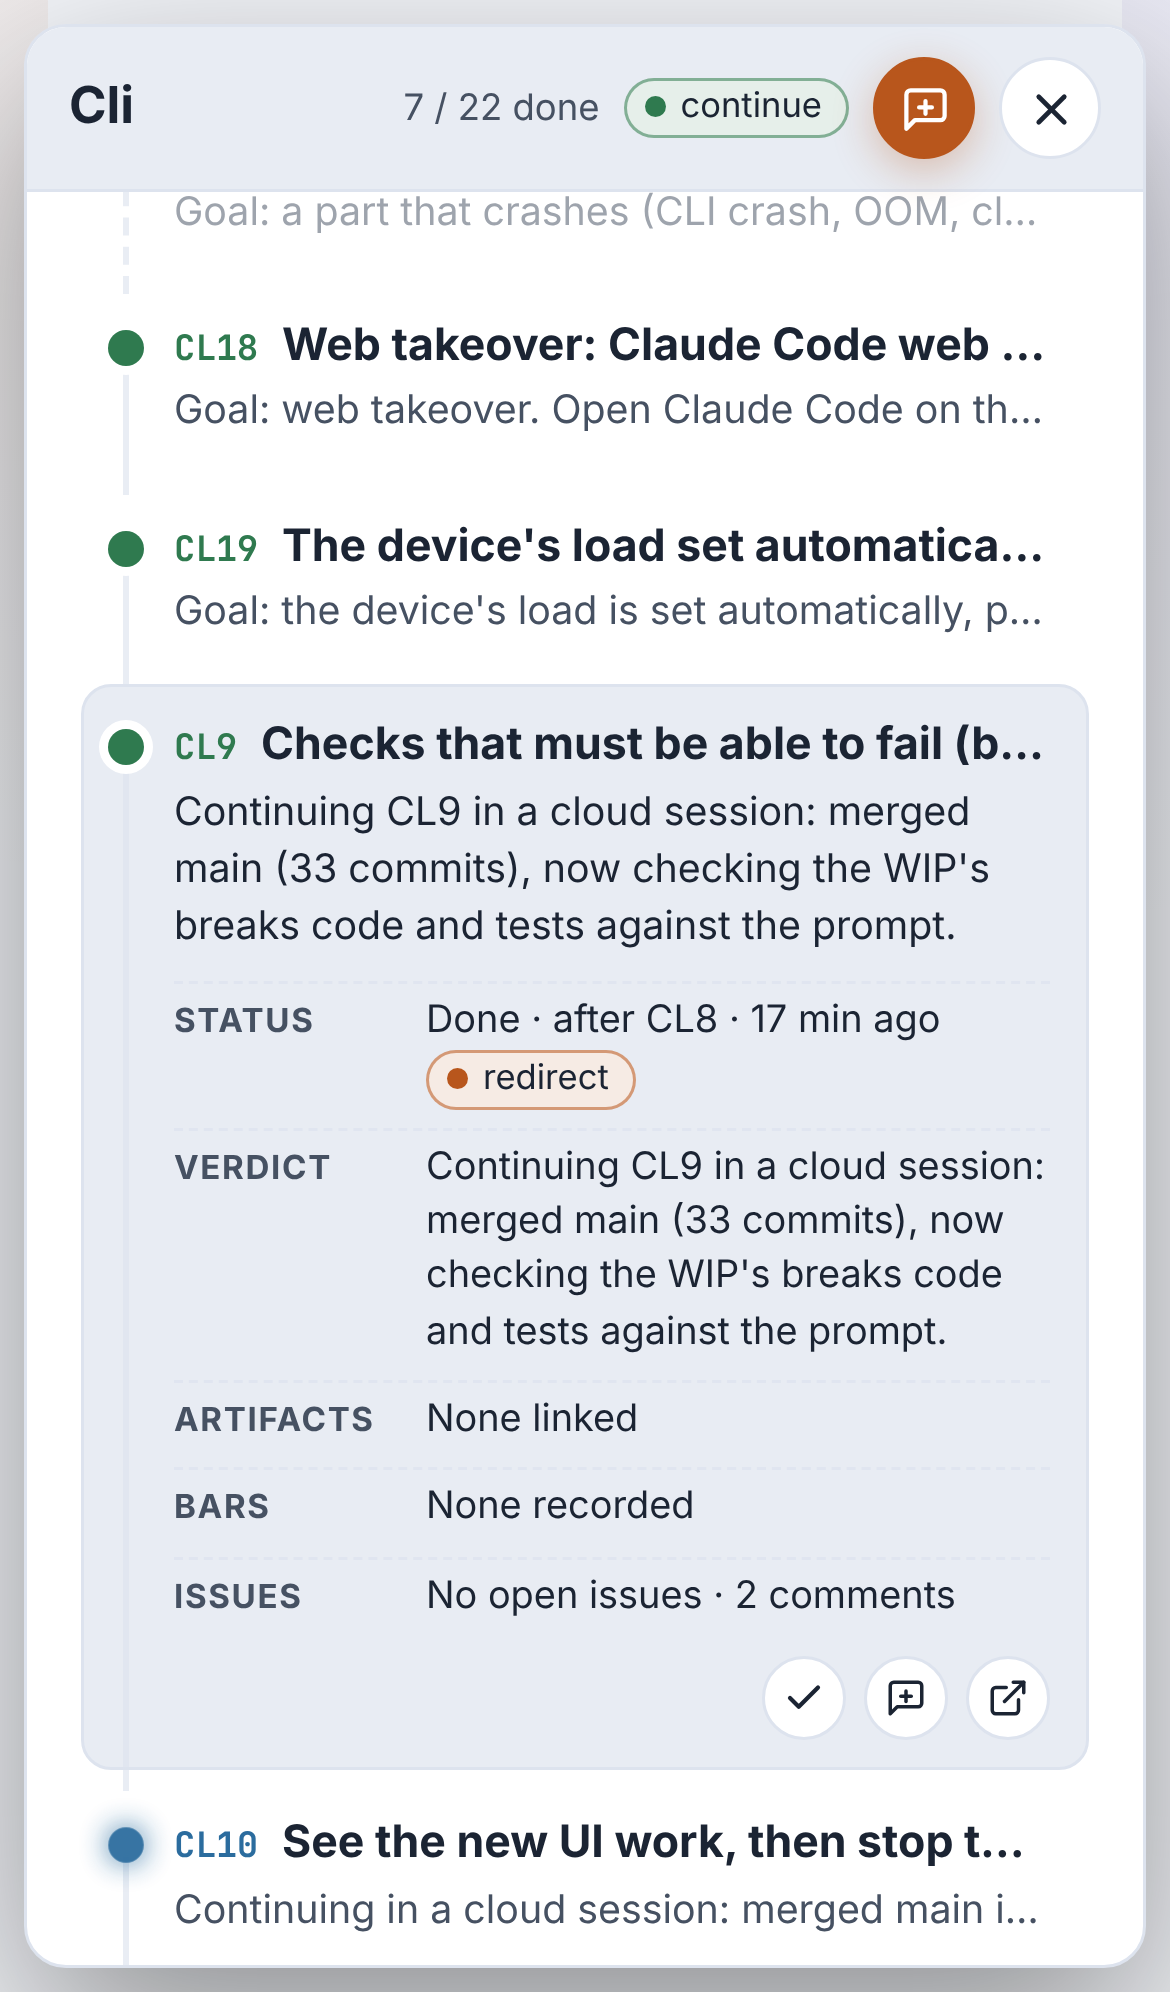 Cli
7 / 22 done
continue
Goal: a part that crashes (CLI crash, OOM, cl...
CL18 Web takeover: Claude Code web ...
Goal: web takeover. Open Claude Code on th...
CL19 The device's load set automatica...
Goal: the device's load is set automatically, p...
CL9 Checks that must be able to fail (b...
Continuing CL9 in a cloud session: merged
main (33 commits), now checking the WIP's
breaks code and tests against the prompt.
STATUS
Done · after CL8 · 17 min ago
redirect
VERDICT
Continuing CL9 in a cloud session:
merged main (33 commits), now
checking the WIP's breaks code
and tests against the prompt.
ARTIFACTS
None linked
BARS
None recorded
ISSUES
No open issues · 2 comments
CL10 See the new UI work, then stop t...
Continuing in a cloud session: merged main i...